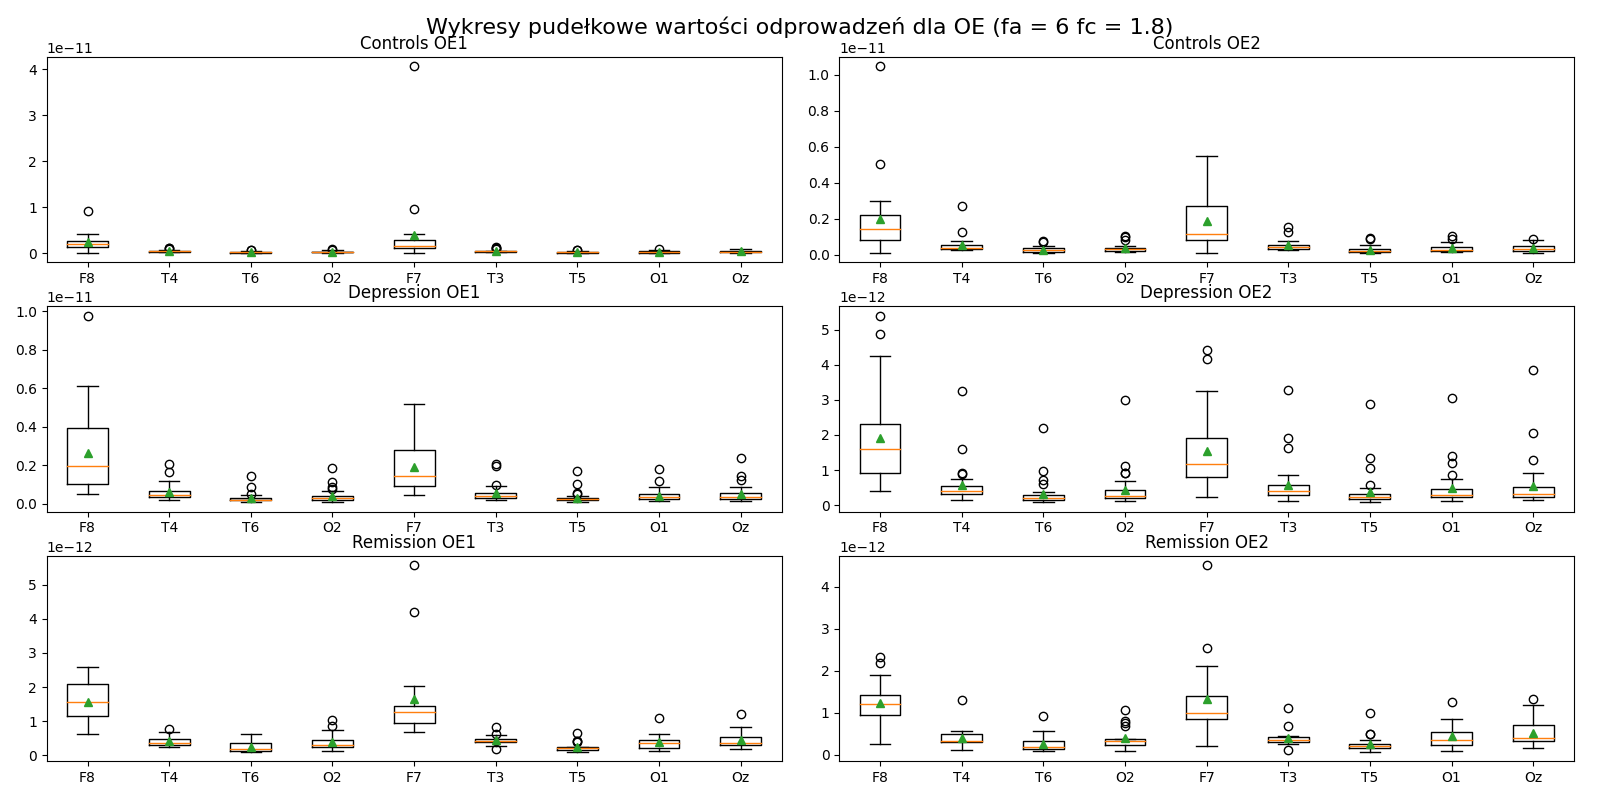 Wykresy pudełkowe wartości odprowadzeń dla OE (fa = 6 fc = 1.8)
Controls OE1
1e−11
4
3
2
1
0
F8 T4 T6 O2 F7 T3 T5 O1 Oz
Controls OE2
1e−11
1.0
0.8
0.6
0.4
0.2
0.0
F8 T4 T6 O2 F7 T3 T5 O1 Oz
Depression OE1
1e−11
1.0
0.8
0.6
0.4
0.2
0.0
F8 T4 T6 O2 F7 T3 T5 O1 Oz
Depression OE2
1e−12
5
4
3
2
1
0
F8 T4 T6 O2 F7 T3 T5 O1 Oz
Remission OE1
1e−12
5
4
3
2
1
0
F8 T4 T6 O2 F7 T3 T5 O1 Oz
Remission OE2
1e−12
4
3
2
1
0
F8 T4 T6 O2 F7 T3 T5 O1 Oz